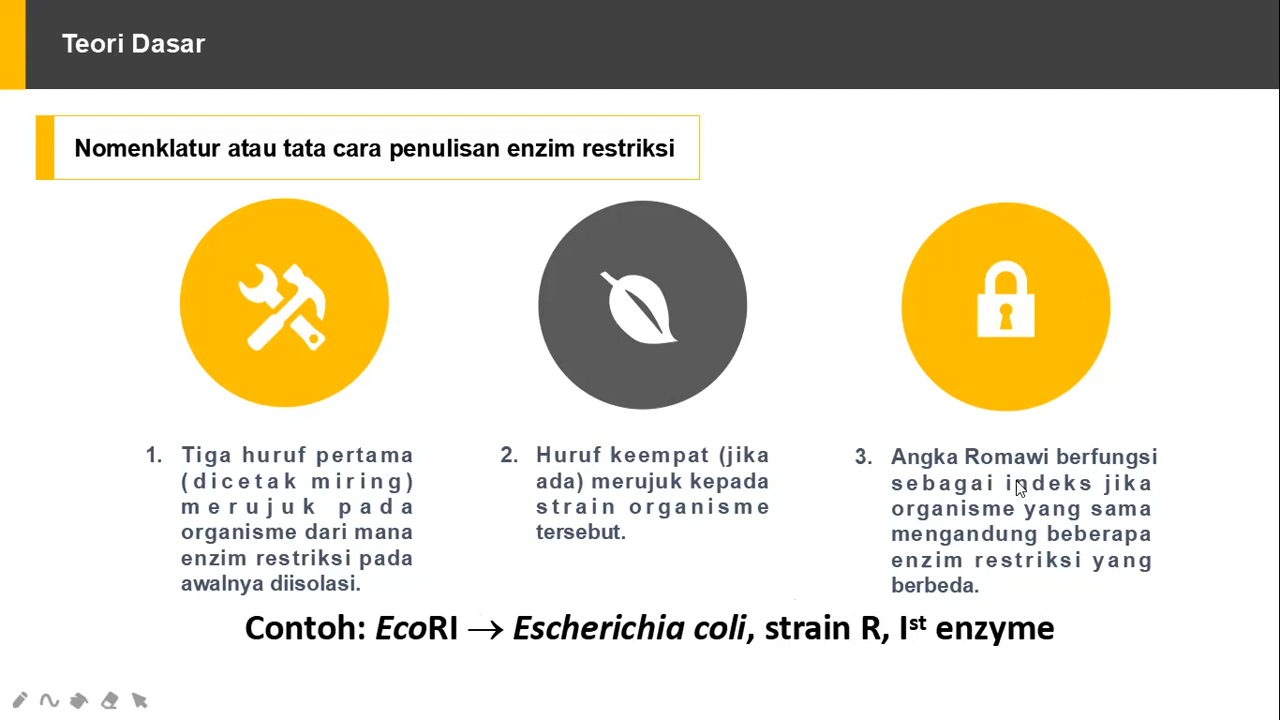 Teori Dasar
Nomenklatur atau tata cara penulisan enzim restriksi
1. Tiga huruf pertama
(dicetak miring)
merujuk pada
organisme dari mana
enzim restriksi pada
awalnya diisolasi.
2. Huruf keempat (jika
ada) merujuk kepada
strain organisme
tersebut.
3. Angka Romawi berfungsi
sebagai indeks jika
organisme yang sama
mengandung beberapa
enzim restriksi yang
berbeda.
Contoh: EcoRI → Escherichia coli, strain R, Ist enzyme